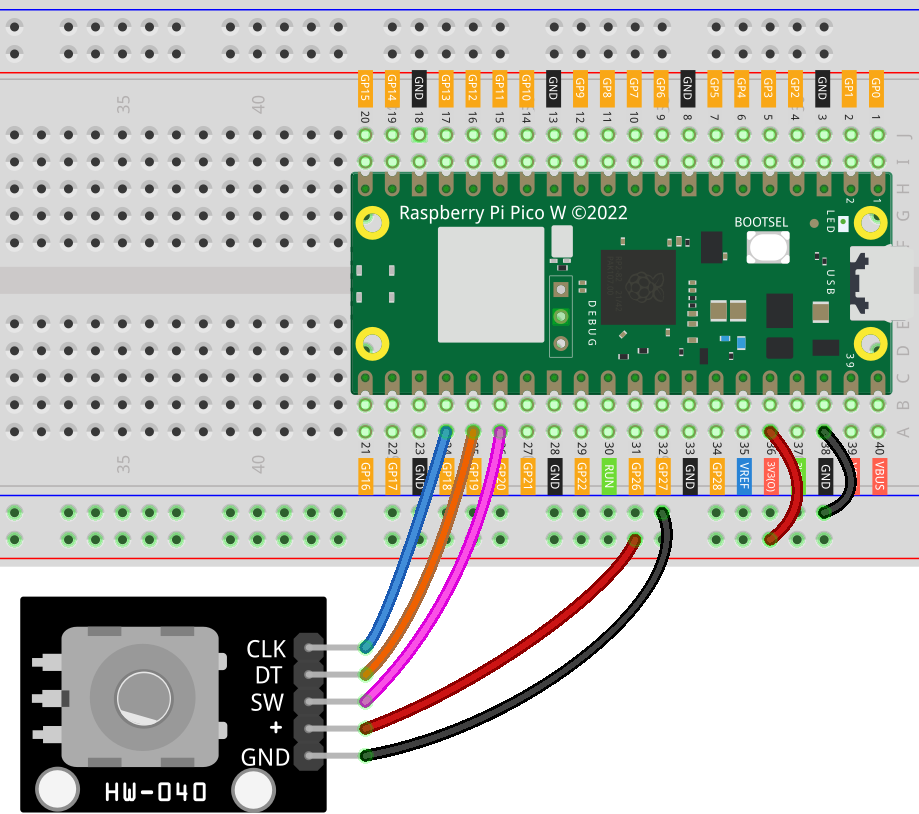 35 40
GP15 GP14 GND GP13 GP12 GP11 GP10 GND GP9 GP8 GP7 GP6 GND GP5 GP4 GP3 GP2 GND GP1 GP0
20 19 18 17 16 15 14 13 12 11 10 9 8 7 6 5 4 3 2 1
J
I
H
G
F
Raspberry Pi Pico W ©2022
BOOTSEL
LED
2 1
USB
DEBUG
39
E
D
C
B
A
35 40
21 22 23 27 28 29 30 31 32 33 34 35 36 37 38 39 40
GP16 GP17 GND GP18 GP19 GP20 GP21 GND GP22 RUN GP26 GP27 GND GP28 VREF 3V3(O) GND VBUS
CLK
DT
SW
+
GND
HW-040